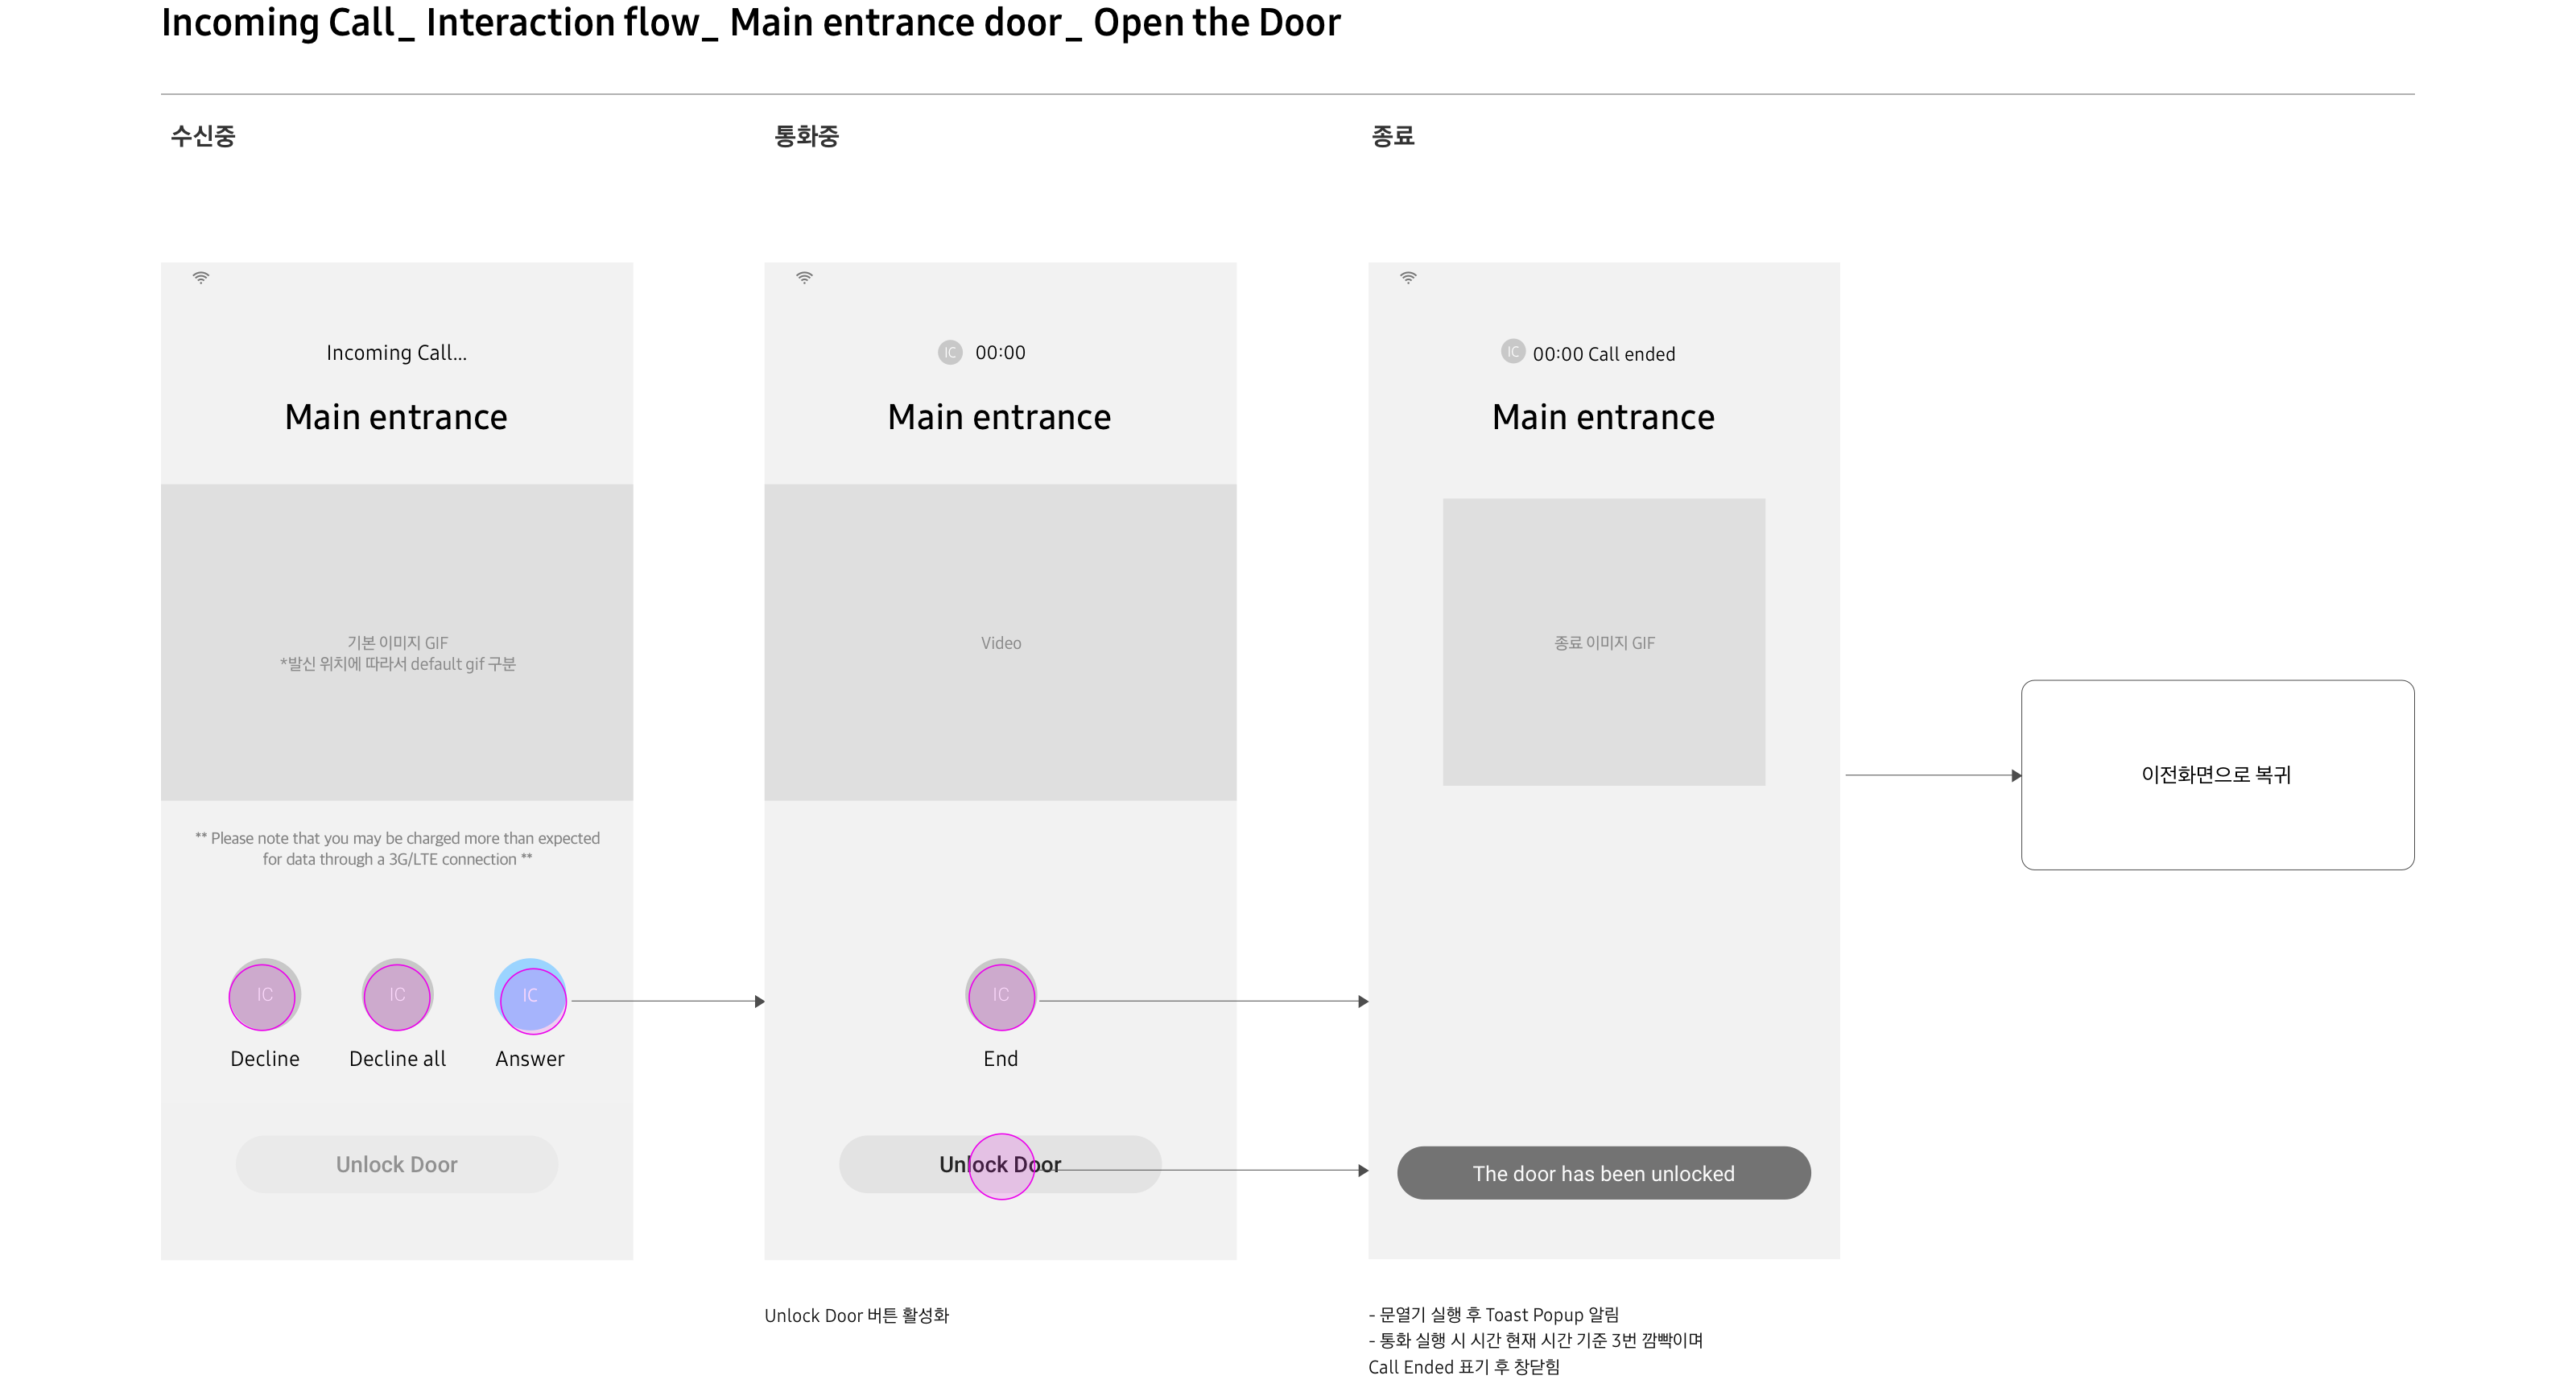 Incoming Call_ Interaction flow_ Main entrance door_ Open the Door
수신중
통화중
종료
Incoming Call...
Main entrance
기본 이미지 GIF
*발신 위치에 따라서 default gif 구분
** Please note that you may be charged more than expected
for data through a 3G/LTE connection **
IC
IC
IC
Decline
Decline all
Answer
Unlock Door
IC 00:00
Main entrance
Video
IC
End
Unlock Door
Unlock Door 버튼 활성화
IC 00:00 Call ended
Main entrance
종료 이미지 GIF
The door has been unlocked
- 문열기 실행 후 Toast Popup 알림
- 통화 실행 시 시간 현재 시간 기준 3번 깜빡이며
Call Ended 표기 후 창닫힘
이전화면으로 복귀